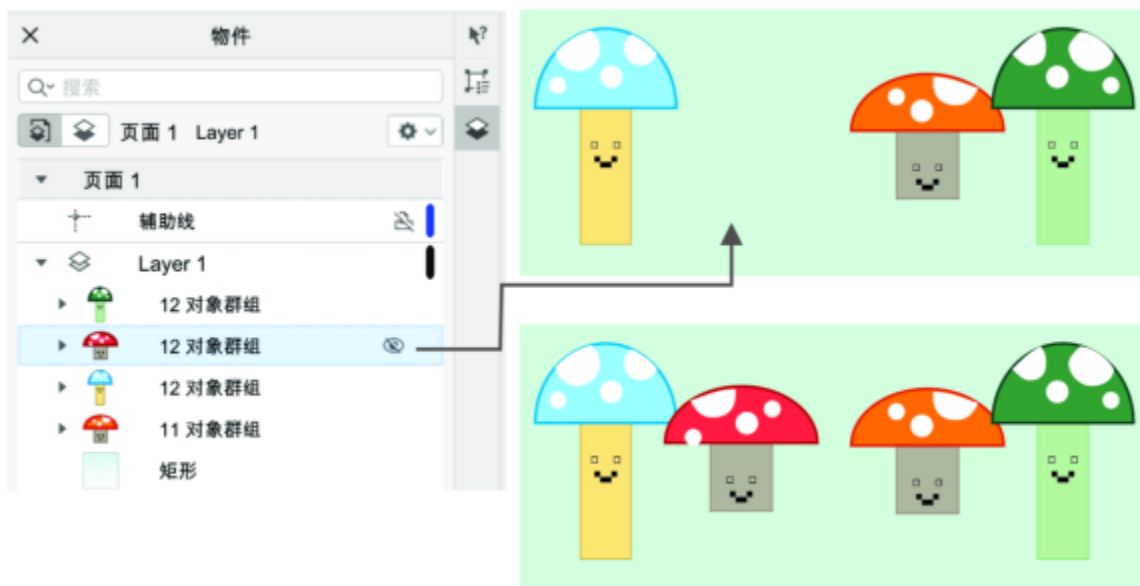 物件
搜索
页面 1 Layer 1
页面 1
辅助线
Layer 1
12 对象群组
12 对象群组
12 对象群组
11 对象群组
矩形